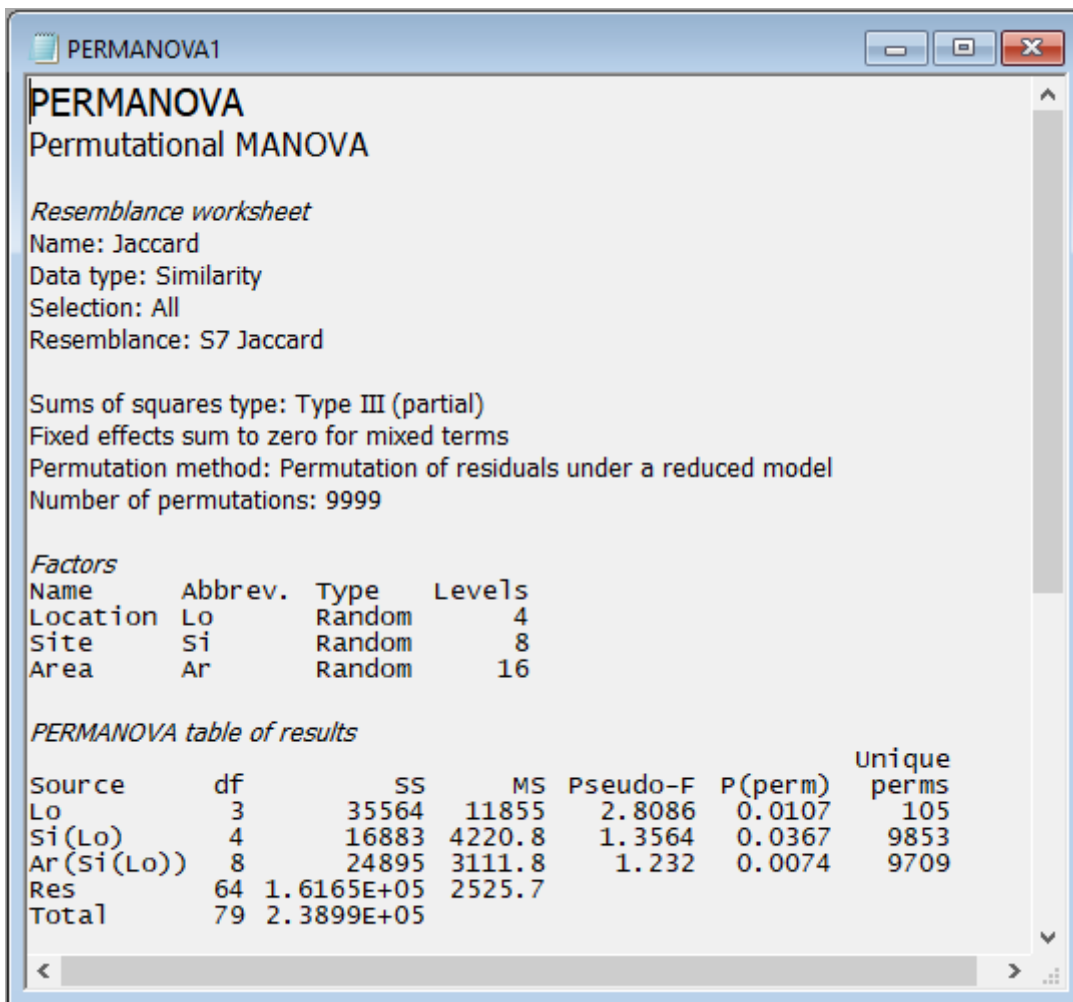 PERMANOVA1
PERMANOVA
Permutational MANOVA
Resemblance worksheet
Name: Jaccard
Data type: Similarity
Selection: All
Resemblance: S7 Jaccard
Sums of squares type: Type III (partial)
Fixed effects sum to zero for mixed terms
Permutation method: Permutation of residuals under a reduced model
Number of permutations: 9999
Factors
Name Abbrev. Type Levels
Location Lo Random 4
Site Si Random 8
Area Ar Random 16
PERMANOVA table of results
Unique
Source df SS MS Pseudo-F P(perm) perms
Lo 3 35564 11855 2.8086 0.0107 105
Si(Lo) 4 16883 4220.8 1.3564 0.0367 9853
Ar(Si(Lo)) 8 24895 3111.8 1.232 0.0074 9709
Res 64 1.6165E+05 2525.7
Total 79 2.3899E+05